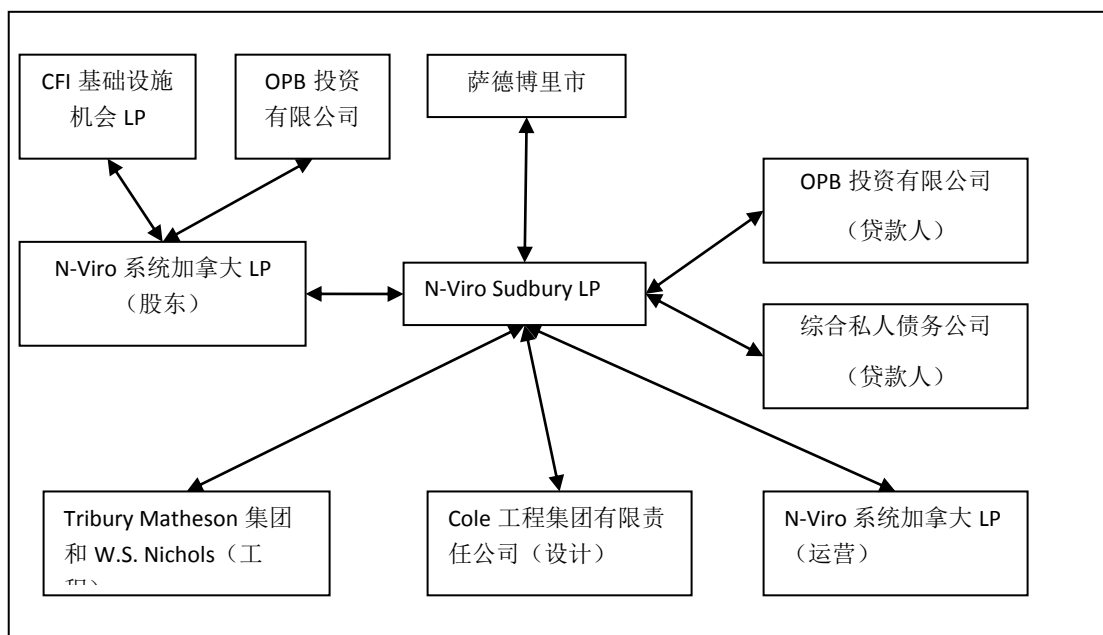 CFI 基础设施
机会 LP
OPB 投资
有限公司
萨德博里市
OPB 投资有限公司
（贷款人）
N-Viro 系统加拿大 LP
（股东）
N-Viro Sudbury LP
综合私人债务公司
（贷款人）
Tribury Matheson 集团
和 W.S. Nichols（工
程）
Cole 工程集团有限责
任公司（设计）
N-Viro 系统加拿大 LP
（运营）